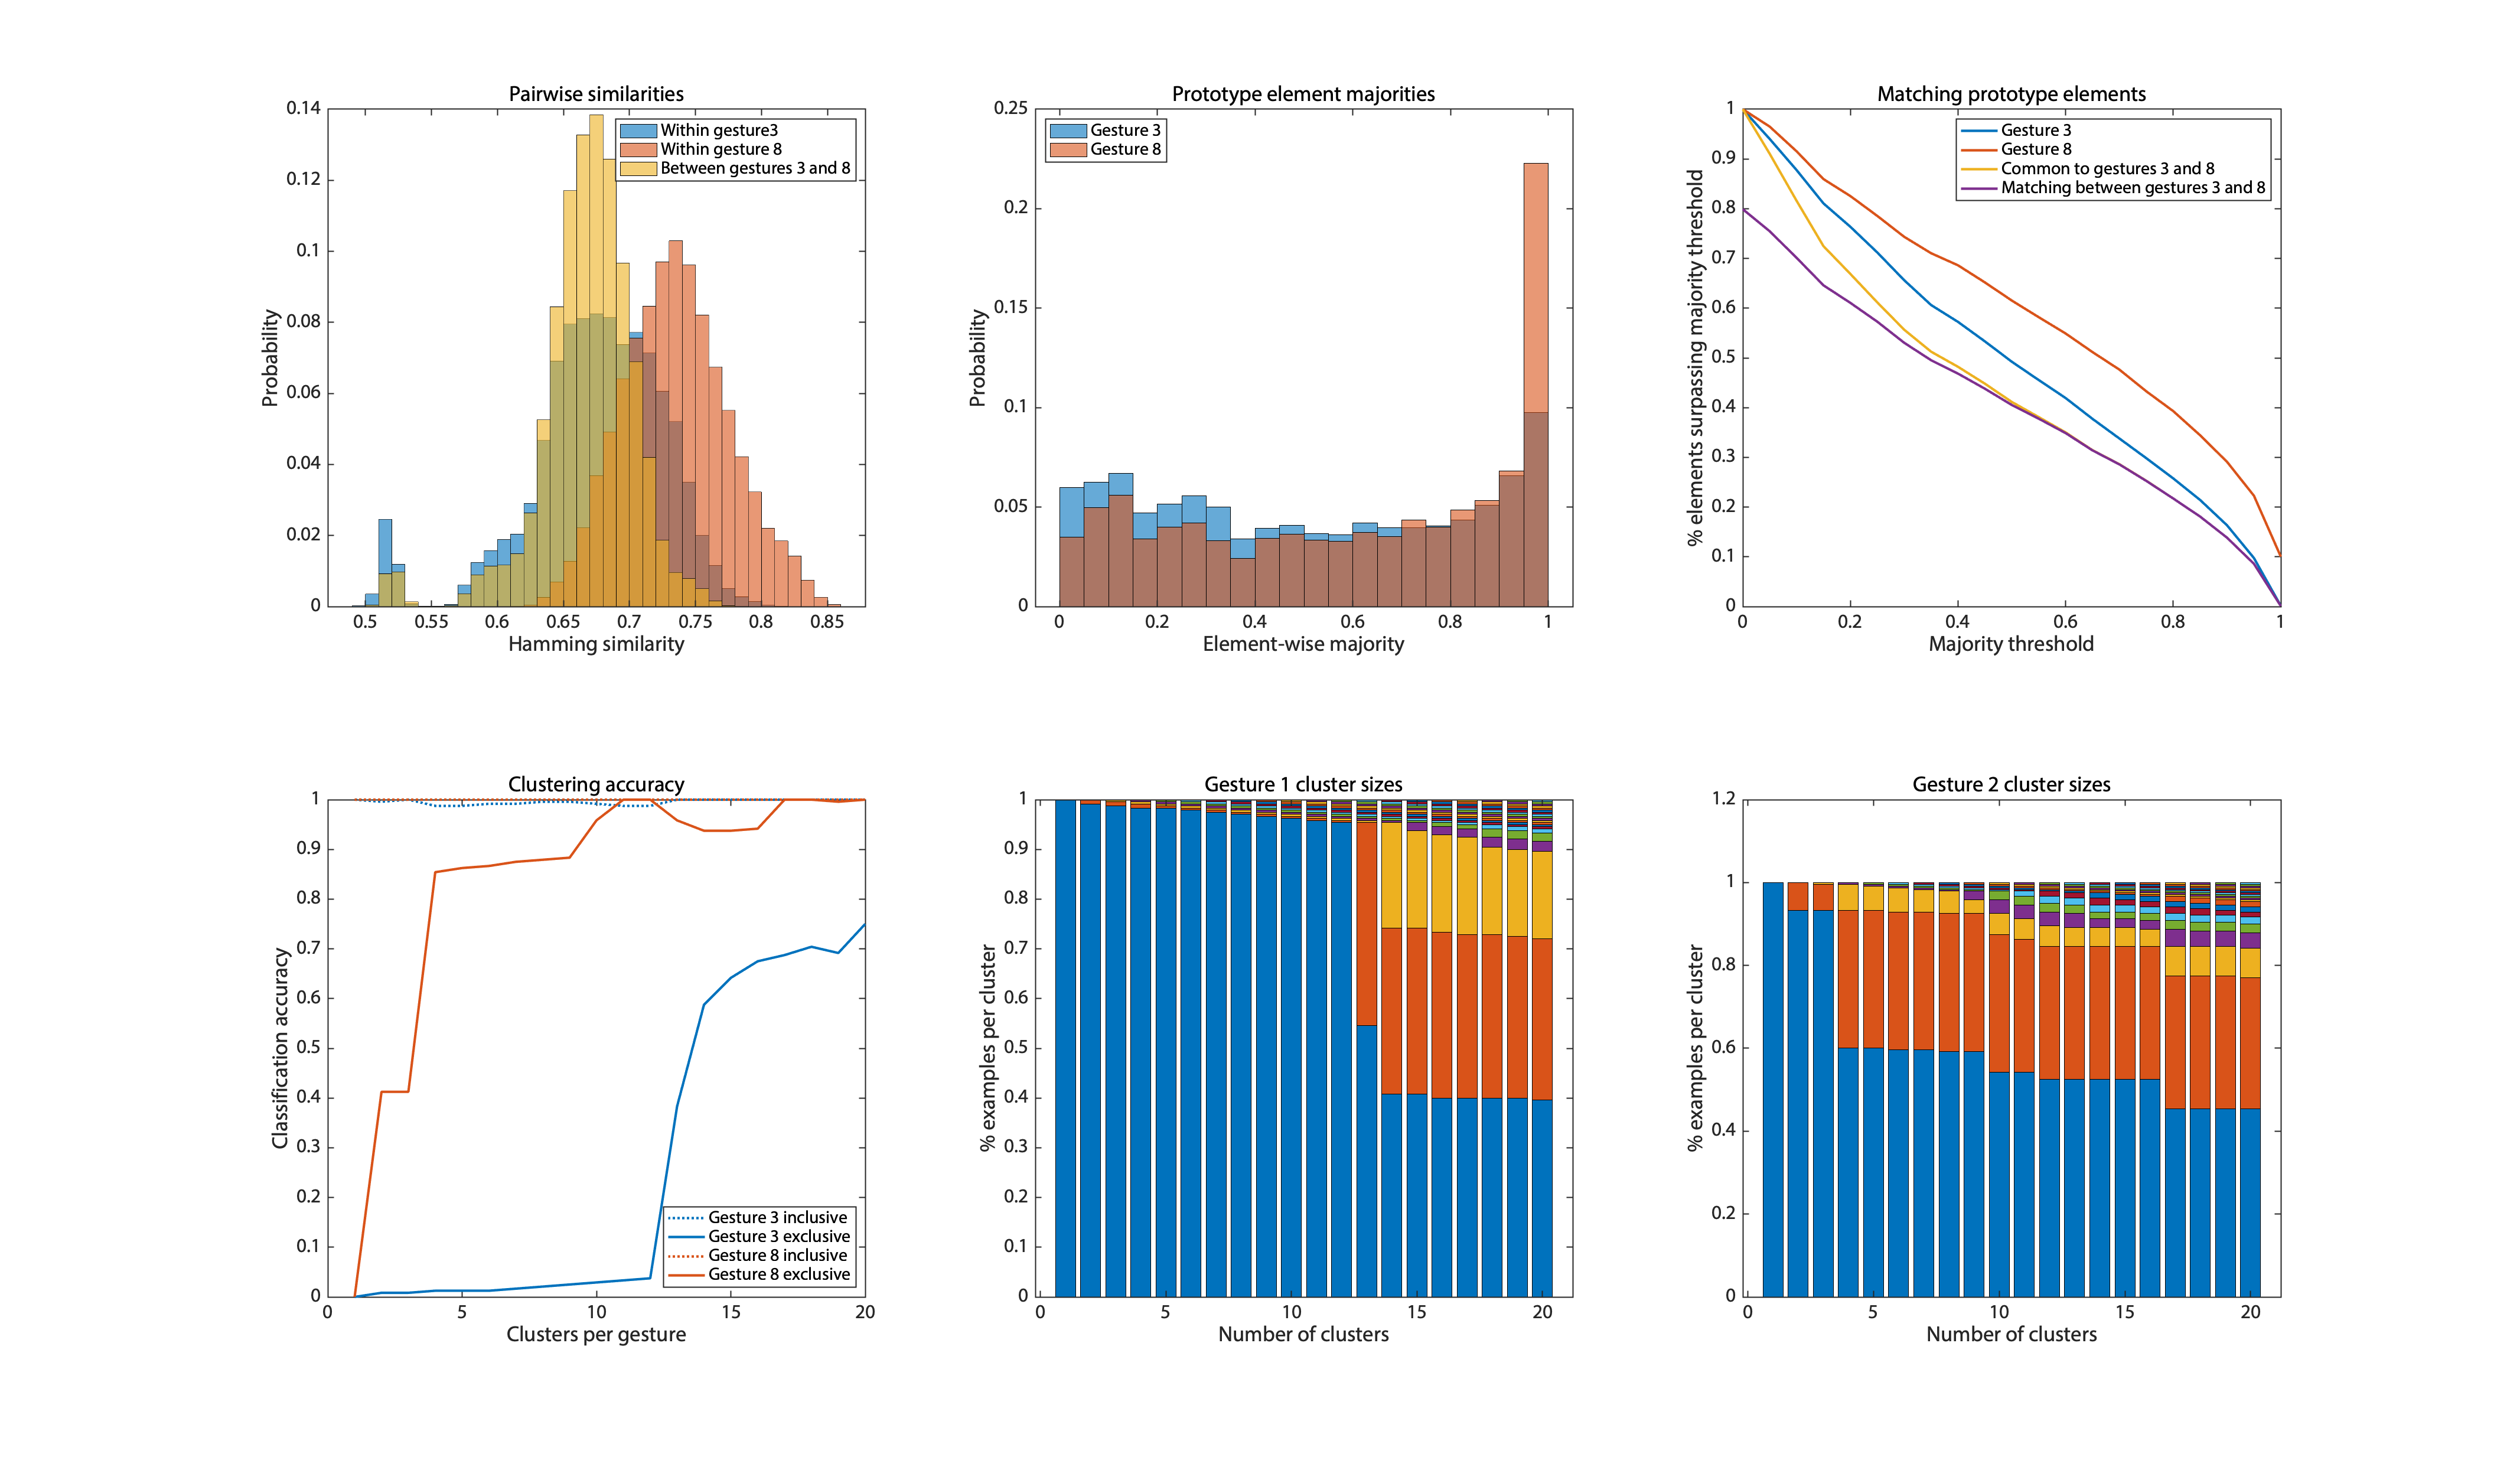 Pairwise similarities
0.14
0.12
0.1
0.08
0.06
0.04
0.02
0
Probability
Within gesture3
Within gesture 8
Between gestures 3 and 8
0.5 0.55 0.6 0.65 0.7 0.75 0.8 0.85
Hamming similarity
Prototype element majorities
0.25
0.2
0.15
0.1
0.05
0
Probability
Gesture 3
Gesture 8
0 0.2 0.4 0.6 0.8 1
Element-wise majority
Matching prototype elements
1
0.9
0.8
0.7
0.6
0.5
0.4
0.3
0.2
0.1
0
% elements surpassing majority threshold
Gesture 3
Gesture 8
Common to gestures 3 and 8
Matching between gestures 3 and 8
0 0.2 0.4 0.6 0.8 1
Majority threshold
Clustering accuracy
1
0.9
0.8
0.7
0.6
0.5
0.4
0.3
0.2
0.1
0
Classification accuracy
Gesture 3 inclusive
Gesture 3 exclusive
Gesture 8 inclusive
Gesture 8 exclusive
0 5 10 15 20
Clusters per gesture
Gesture 1 cluster sizes
1
0.9
0.8
0.7
0.6
0.5
0.4
0.3
0.2
0.1
0
% examples per cluster
0 5 10 15 20
Number of clusters
Gesture 2 cluster sizes
1.2
1
0.8
0.6
0.4
0.2
0
% examples per cluster
0 5 10 15 20
Number of clusters